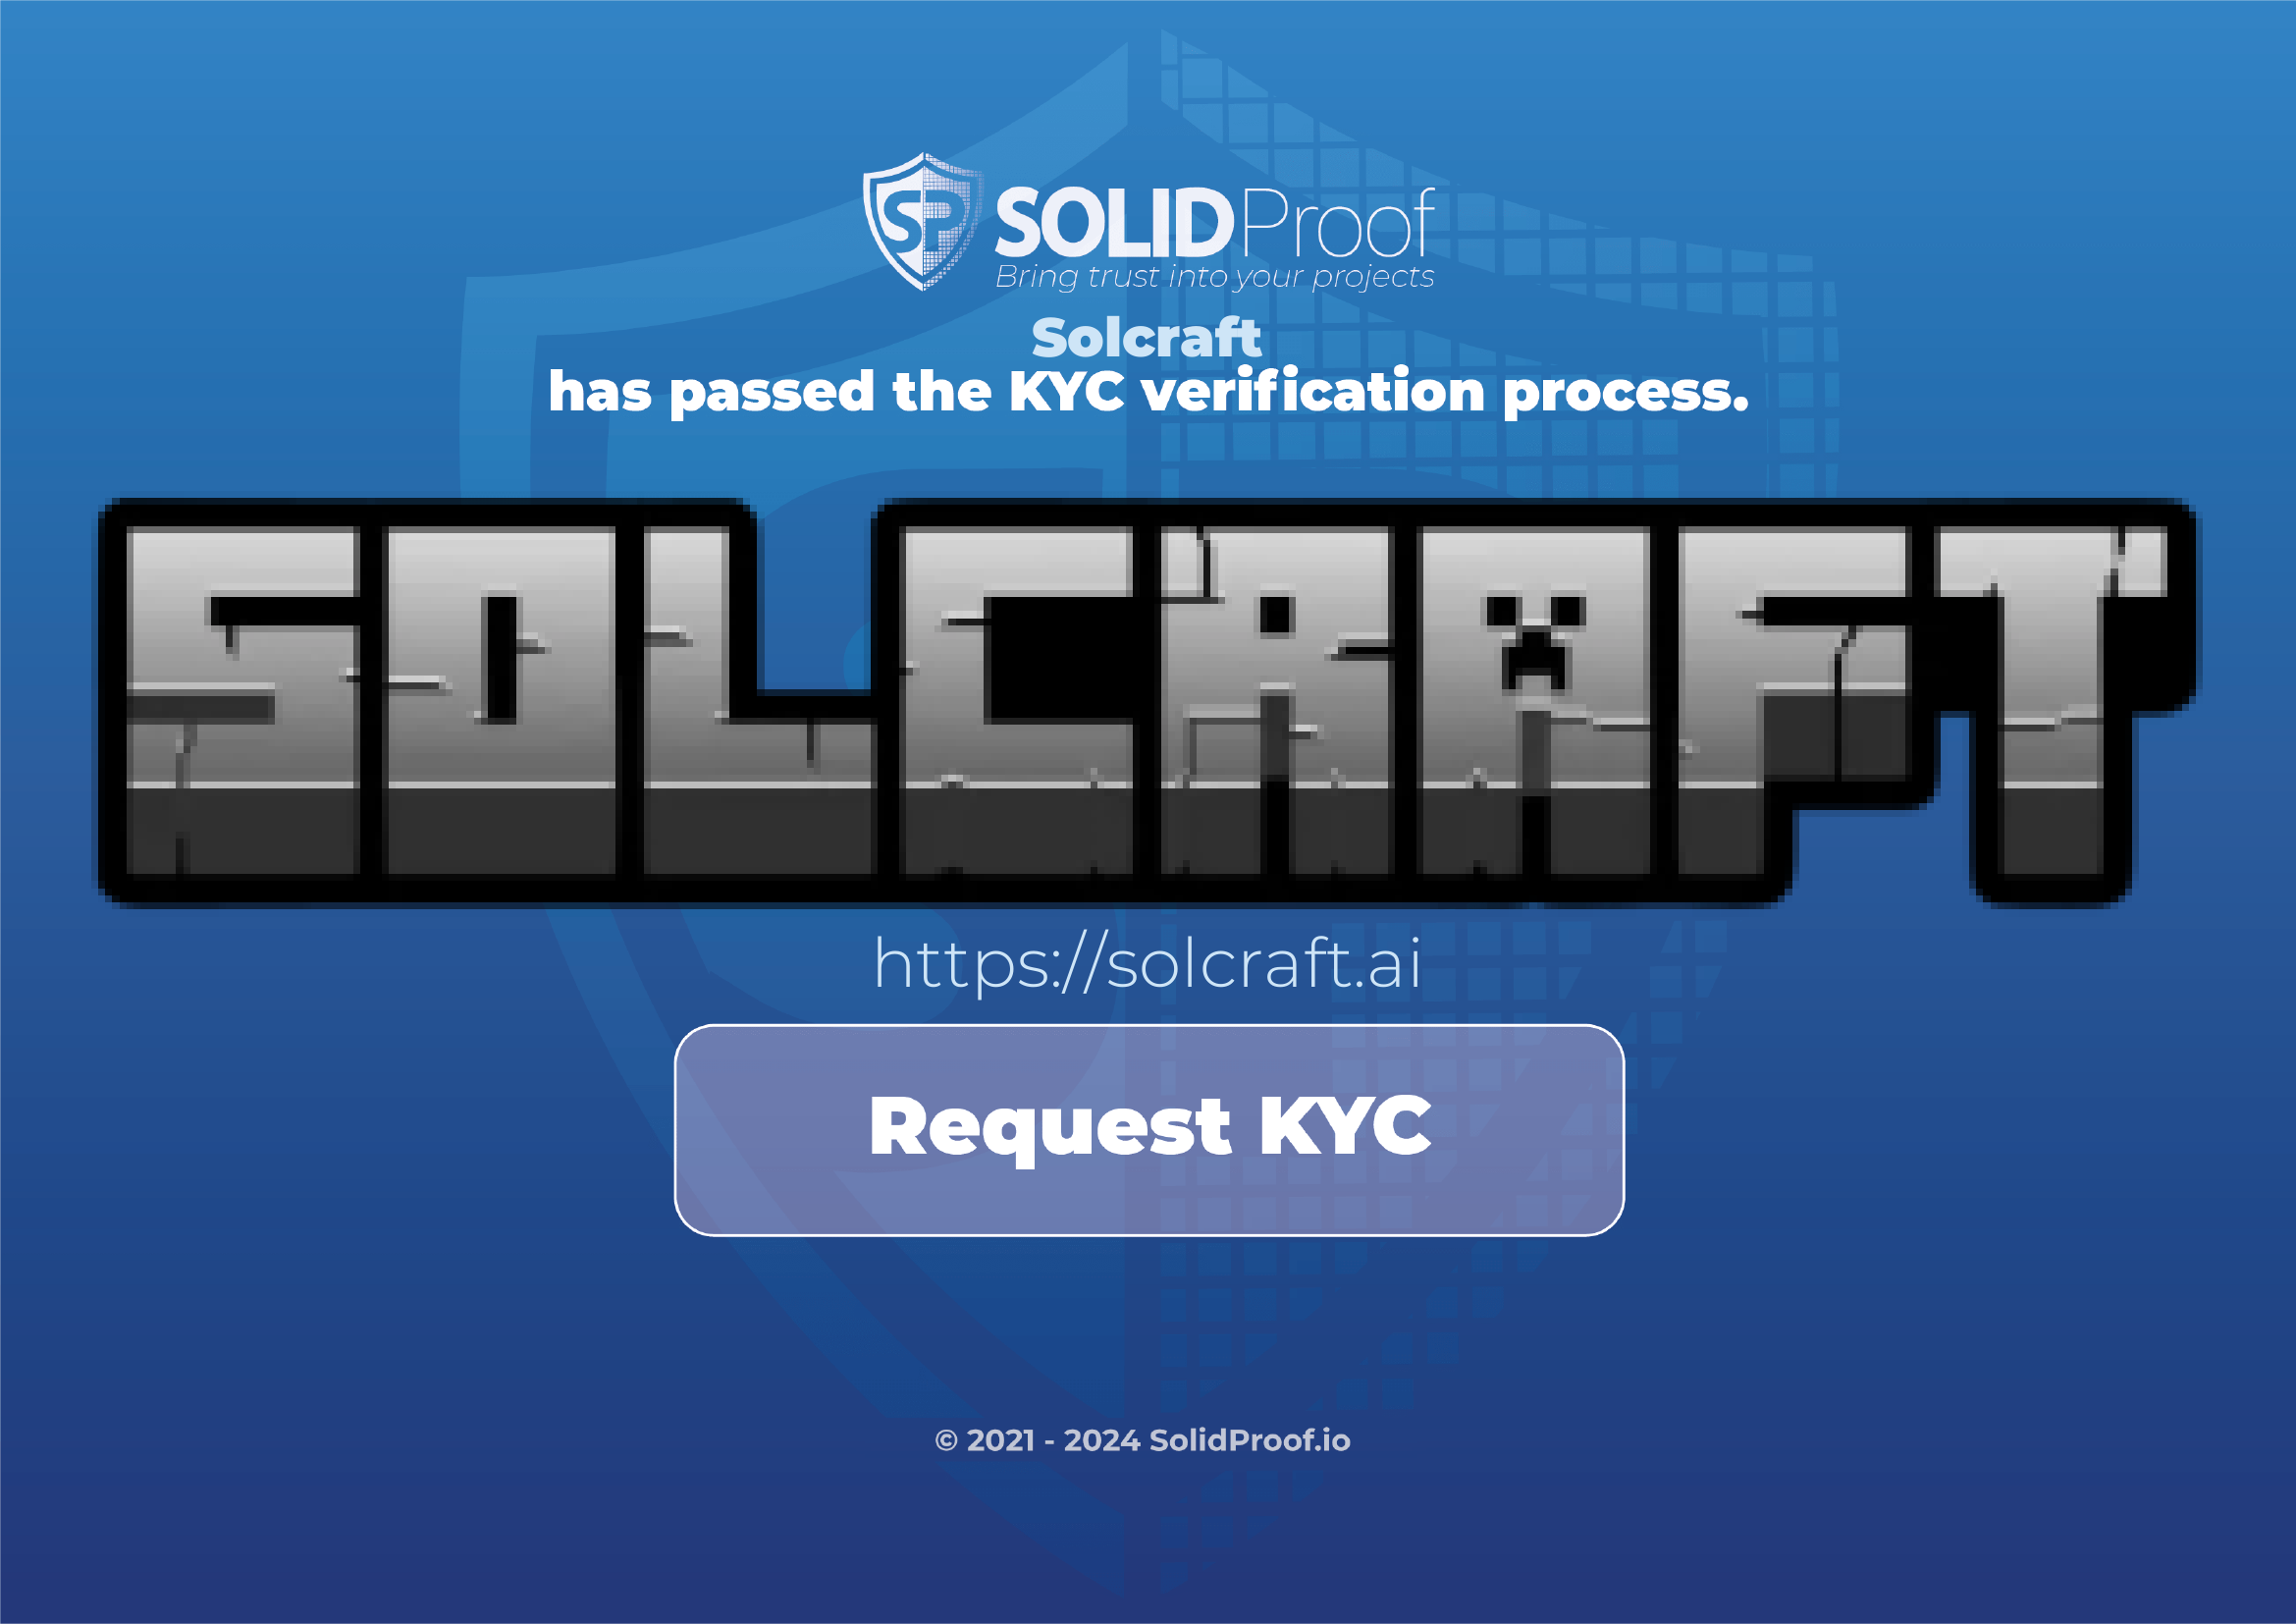 SP SOLIDProof
Bring trust into your projects
Solcraft
has passed the KYC verification process.
SOLCRAFT
https://solcraft.ai
Request KYC
© 2021 - 2024 SolidProof.io